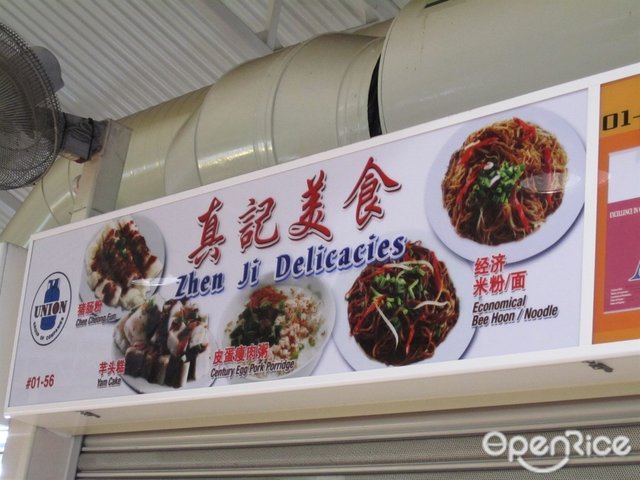 真記美食
Zhen Ji Delicacies
UNION
#01-56
猪肠粉
Chee Cheong Fun
芋头糕
Yam Cake
皮蛋瘦肉粥
Century Egg Pork Porridge
经济
米粉/面
Economical
Bee Hoon / Noodle
01-
OPENRICE